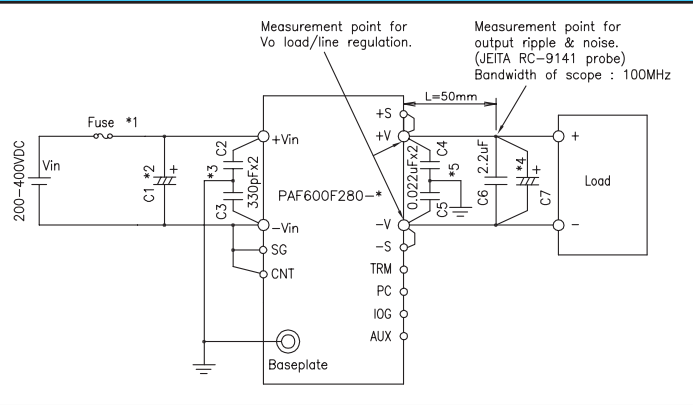 Measurement point for
Vo load/line regulation.
Measurement point for
output ripple & noise.
(JEITA RC-9141 probe)
Bandwidth of scope : 100MHz
L=50mm
Fuse *1
+S
+Vin
+V
C2
C4
*3
330pFx2
C3
0.022uFx2
*5
C5
2.2uF
C6
*4
+
C7
+
Load
-
200-400VDC
Vin
C1 *2
+
PAF600F280-*
-Vin
-V
SG
-S
CNT
TRM
PC
IOG
AUX
Baseplate